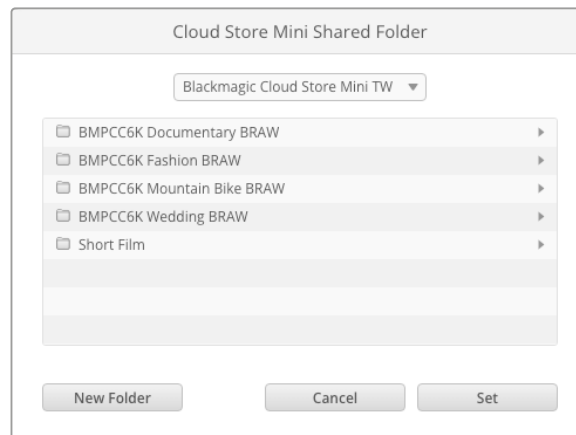 Cloud Store Mini Shared Folder
Blackmagic Cloud Store Mini TW
BMPCC6K Documentary BRAW
BMPCC6K Fashion BRAW
BMPCC6K Mountain Bike BRAW
BMPCC6K Wedding BRAW
Short Film
New Folder Cancel Set